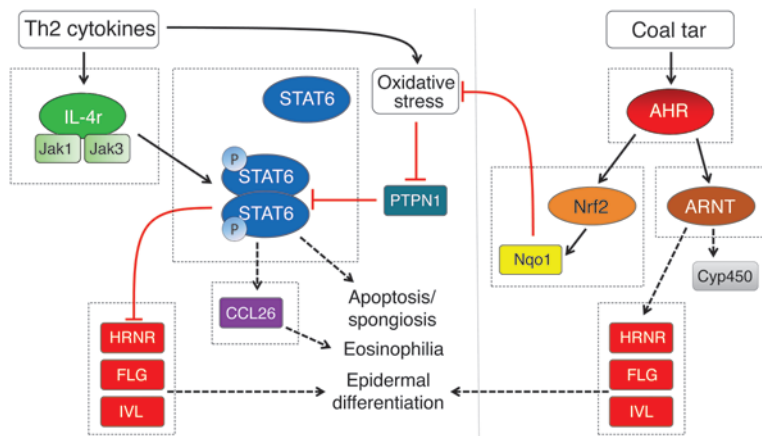 Th2 cytokines
Coal tar
IL-4r
Jak1
Jak3
STAT6
Oxidative
stress
AHR
P
STAT6
STAT6
P
PTPN1
Nrf2
ARNT
Nqo1
Cyp450
CCL26
Apoptosis/
spongiosis
Eosinophilia
HRNR
FLG
IVL
Epidermal
differentiation
HRNR
FLG
IVL